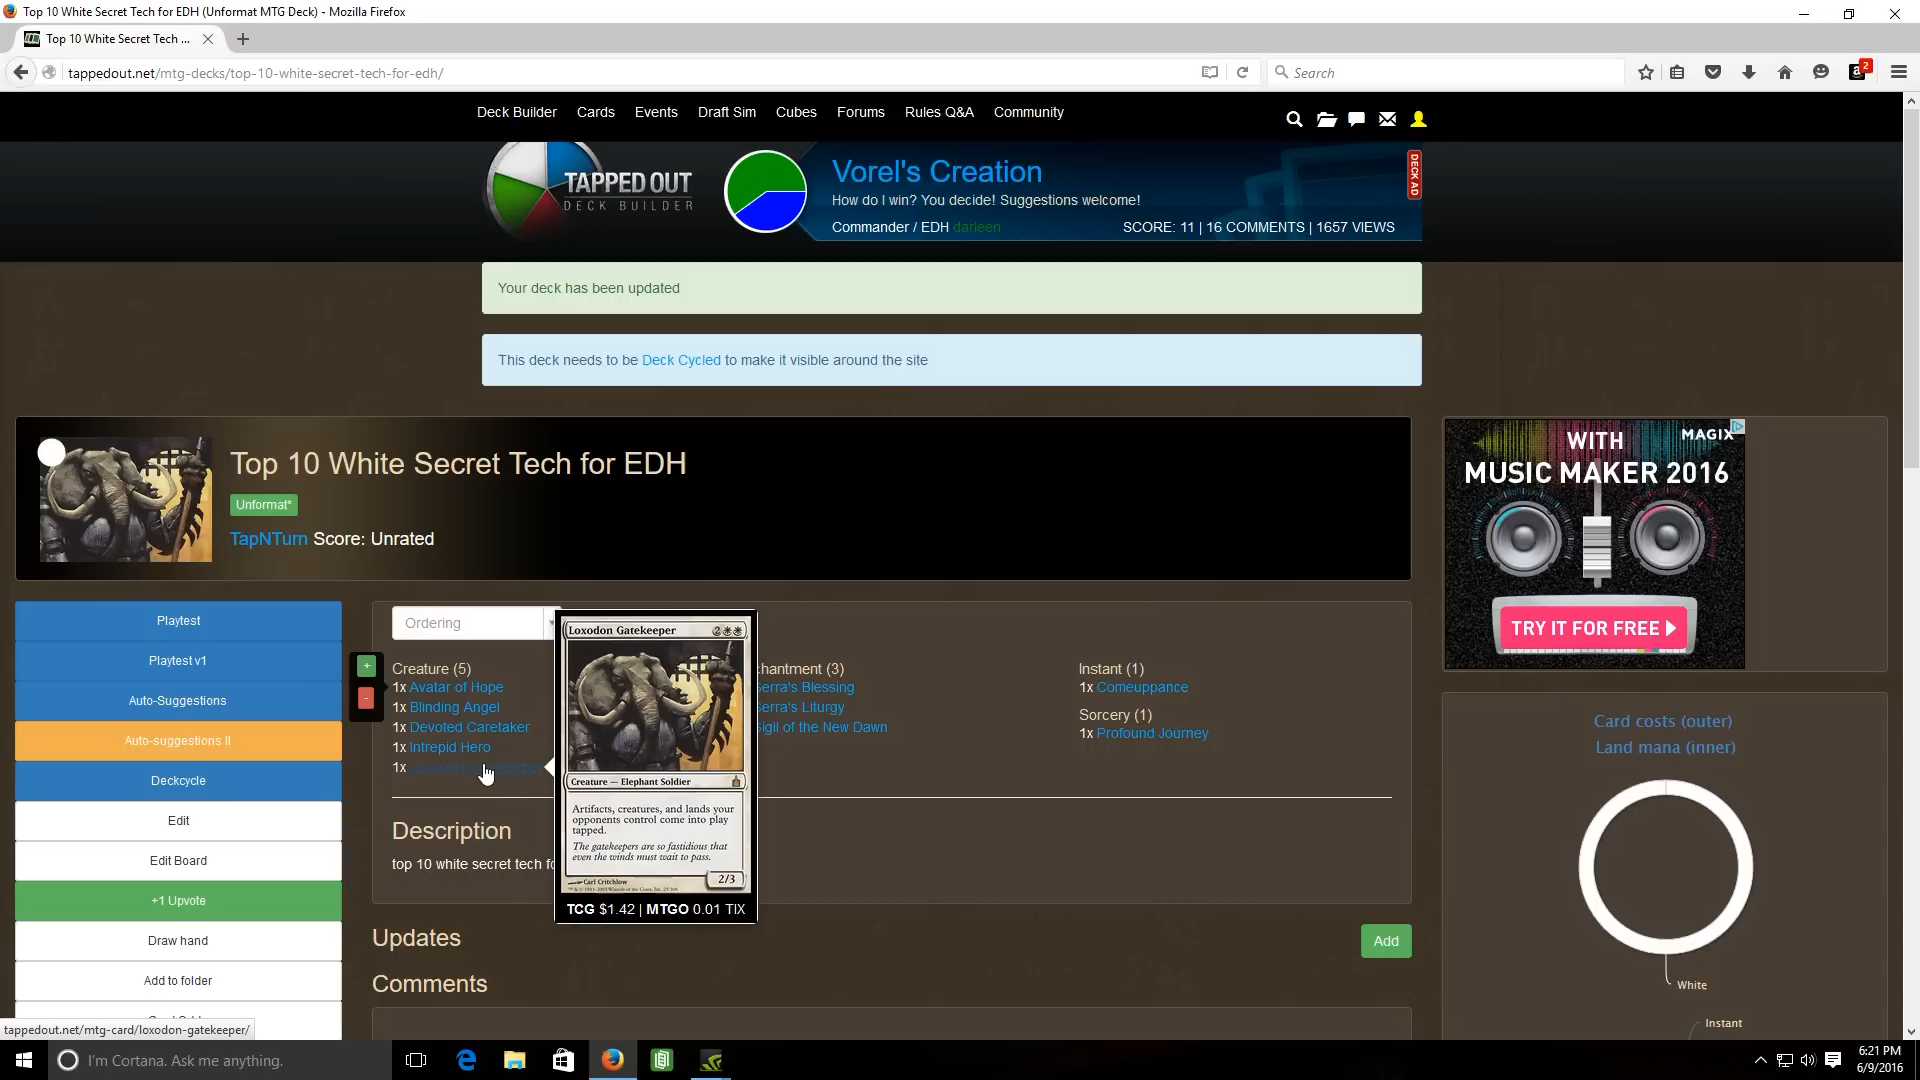 Top 10 White Secret Tech for EDH (Unformat MTG Deck) - Mozilla Firefox
Top 10 White Secret Tech ...
tappedout.net/mtg-decks/top-10-white-secret-tech-for-edh/
Search
2
Deck Builder Cards Events Draft Sim Cubes Forums Rules Q&A Community
TAPPED OUT
DECK BUILDER
Vorel's Creation
How do I win? You decide! Suggestions welcome!
Commander / EDH darleen
SCORE: 11 | 16 COMMENTS | 1657 VIEWS
DECK AD
Your deck has been updated
This deck needs to be Deck Cycled to make it visible around the site
Top 10 White Secret Tech for EDH
Unformat*
TapNTurn Score: Unrated
WITH
MAGIX
MUSIC MAKER 2016
TRY IT FOR FREE
Playtest
Playtest v1
Auto-Suggestions
Auto-suggestions II
Deckcycle
Edit
Edit Board
+1 Upvote
Draw hand
Add to folder
+
-
Ordering
Creature (5)
1x Avatar of Hope
1x Blinding Angel
1x Devoted Caretaker
1x Intrepid Hero
1x
Loxodon Gatekeeper 2
Creature — Elephant Soldier
Artifacts, creatures, and lands your
opponents control come into play
tapped.
The gatekeepers are so fastidious that
even the winds must wait to pass.
Carl Critchlow
2/3
TCG $1.42 | MTGO 0.01 TIX
chantment (3)
Serra's Blessing
Serra's Liturgy
Sigil of the New Dawn
Instant (1)
1x Comeuppance
Sorcery (1)
1x Profound Journey
Description
top 10 white secret tech fo
Updates
Add
Comments
Card costs (outer)
Land mana (inner)
White
Instant
tappedout.net/mtg-card/loxodon-gatekeeper/
I'm Cortana. Ask me anything.
6:21 PM
6/9/2016